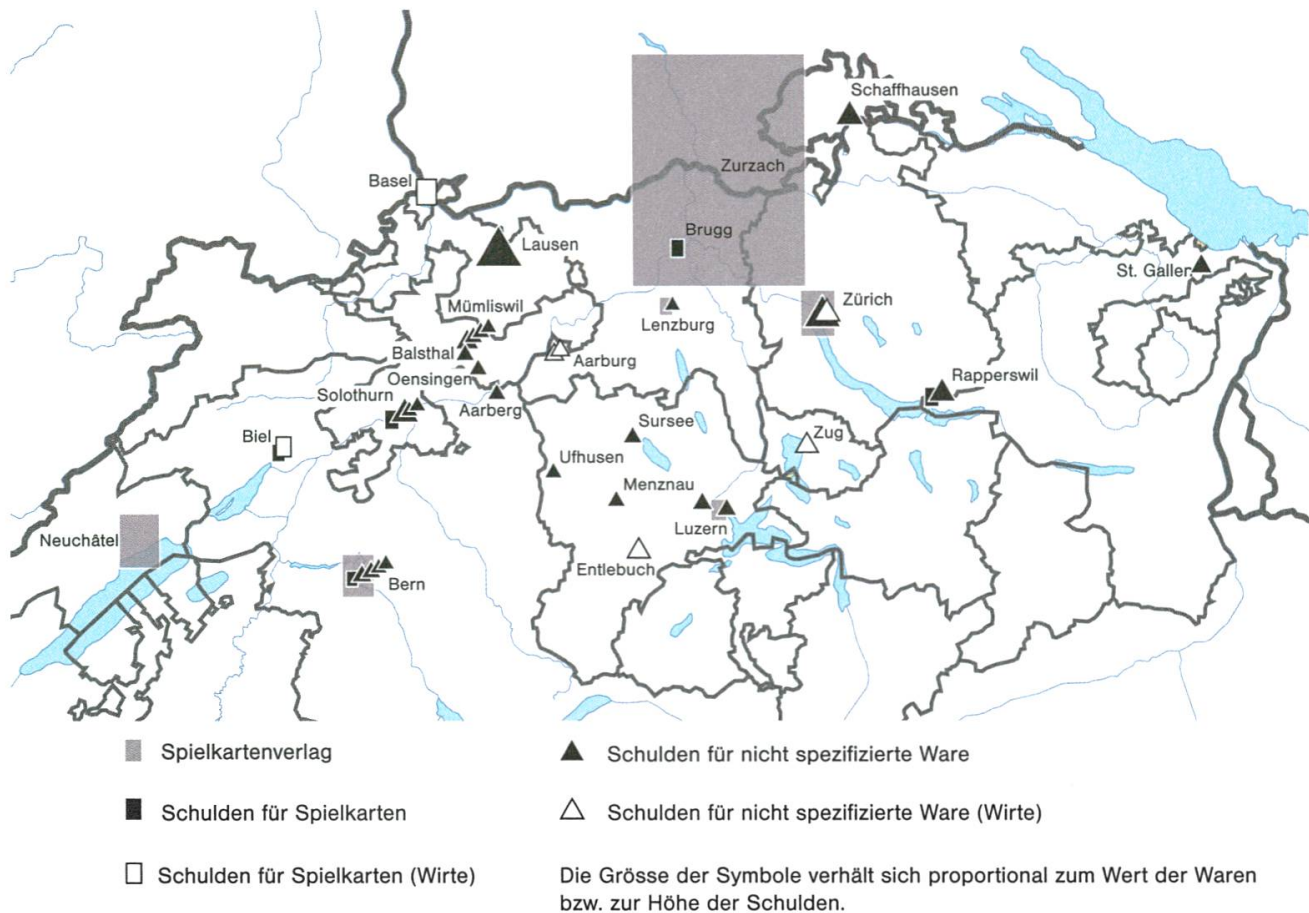 Schaffhausen
Zurzach
Basel
Brugg
Lausen
St. Gallen
Mümliswil
Zürich
Lenzburg
Balsthal
Aarburg
Oensingen
Rapperswil
Solothurn
Aarberg
Sursee
Biel
Zug
Ufhusen
Menznau
Luzern
Neuchâtel
Entlebuch
Bern
Spielkartenverlag
Schulden für nicht spezifizierte Ware
Schulden für Spielkarten
Schulden für nicht spezifizierte Ware (Wirte)
Schulden für Spielkarten (Wirte)
Die Grösse der Symbole verhält sich proportional zum Wert der Waren
bzw. zur Höhe der Schulden.